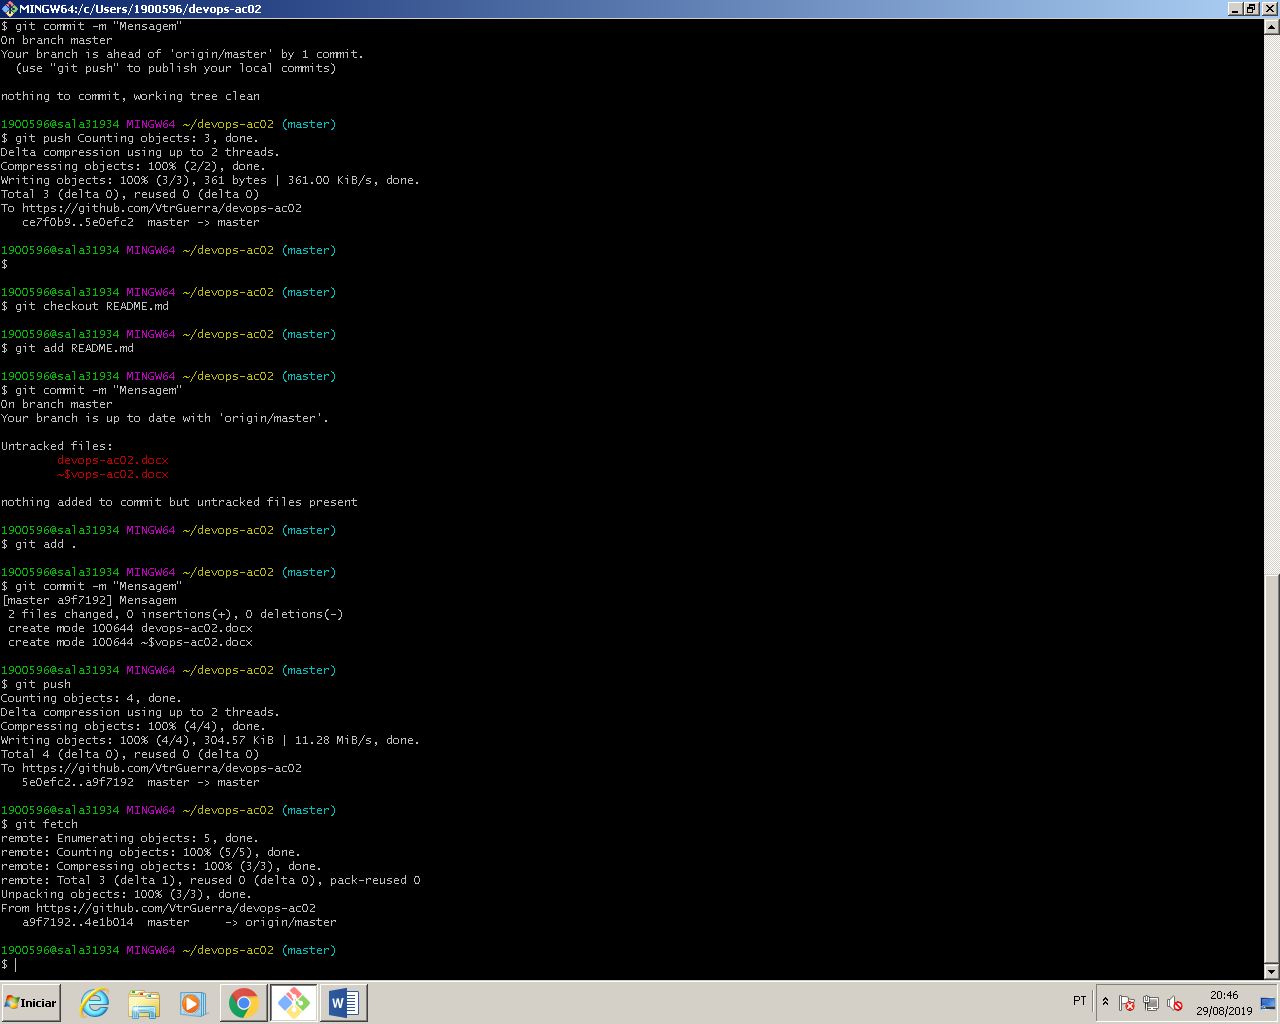 MINGW64:/c/Users/1900596/devops-ac02
$ git commit -m "Mensagem"
On branch master
Your branch is ahead of 'origin/master' by 1 commit.
  (use "git push" to publish your local commits)
nothing to commit, working tree clean
1900596@sala31934 MINGW64 ~/devops-ac02 (master)
$ git push Counting objects: 3, done.
Delta compression using up to 2 threads.
Compressing objects: 100% (2/2), done.
Writing objects: 100% (3/3), 361 bytes | 361.00 KiB/s, done.
Total 3 (delta 0), reused 0 (delta 0)
To https://github.com/VtrGuerra/devops-ac02
   ce7f0b9..5e0efc2  master -> master
1900596@sala31934 MINGW64 ~/devops-ac02 (master)
$
1900596@sala31934 MINGW64 ~/devops-ac02 (master)
$ git checkout README.md
1900596@sala31934 MINGW64 ~/devops-ac02 (master)
$ git add README.md
1900596@sala31934 MINGW64 ~/devops-ac02 (master)
$ git commit -m "Mensagem"
On branch master
Your branch is up to date with 'origin/master'.
Untracked files:
        devops-ac02.docx
        ~$vops-ac02.docx
nothing added to commit but untracked files present
1900596@sala31934 MINGW64 ~/devops-ac02 (master)
$ git add .
1900596@sala31934 MINGW64 ~/devops-ac02 (master)
$ git commit -m "Mensagem"
[master a9f7192] Mensagem
 2 files changed, 0 insertions(+), 0 deletions(-)
 create mode 100644 devops-ac02.docx
 create mode 100644 ~$vops-ac02.docx
1900596@sala31934 MINGW64 ~/devops-ac02 (master)
$ git push
Counting objects: 4, done.
Delta compression using up to 2 threads.
Compressing objects: 100% (4/4), done.
Writing objects: 100% (4/4), 304.57 KiB | 11.28 MiB/s, done.
Total 4 (delta 0), reused 0 (delta 0)
To https://github.com/VtrGuerra/devops-ac02
   5e0efc2..a9f7192  master -> master
1900596@sala31934 MINGW64 ~/devops-ac02 (master)
$ git fetch
remote: Enumerating objects: 5, done.
remote: Counting objects: 100% (5/5), done.
remote: Compressing objects: 100% (3/3), done.
remote: Total 3 (delta 1), reused 0 (delta 0), pack-reused 0
Unpacking objects: 100% (3/3), done.
From https://github.com/VtrGuerra/devops-ac02
   a9f7192..4e1b014  master     -> origin/master
1900596@sala31934 MINGW64 ~/devops-ac02 (master)
$
Iniciar
PT
20:46
29/08/2019